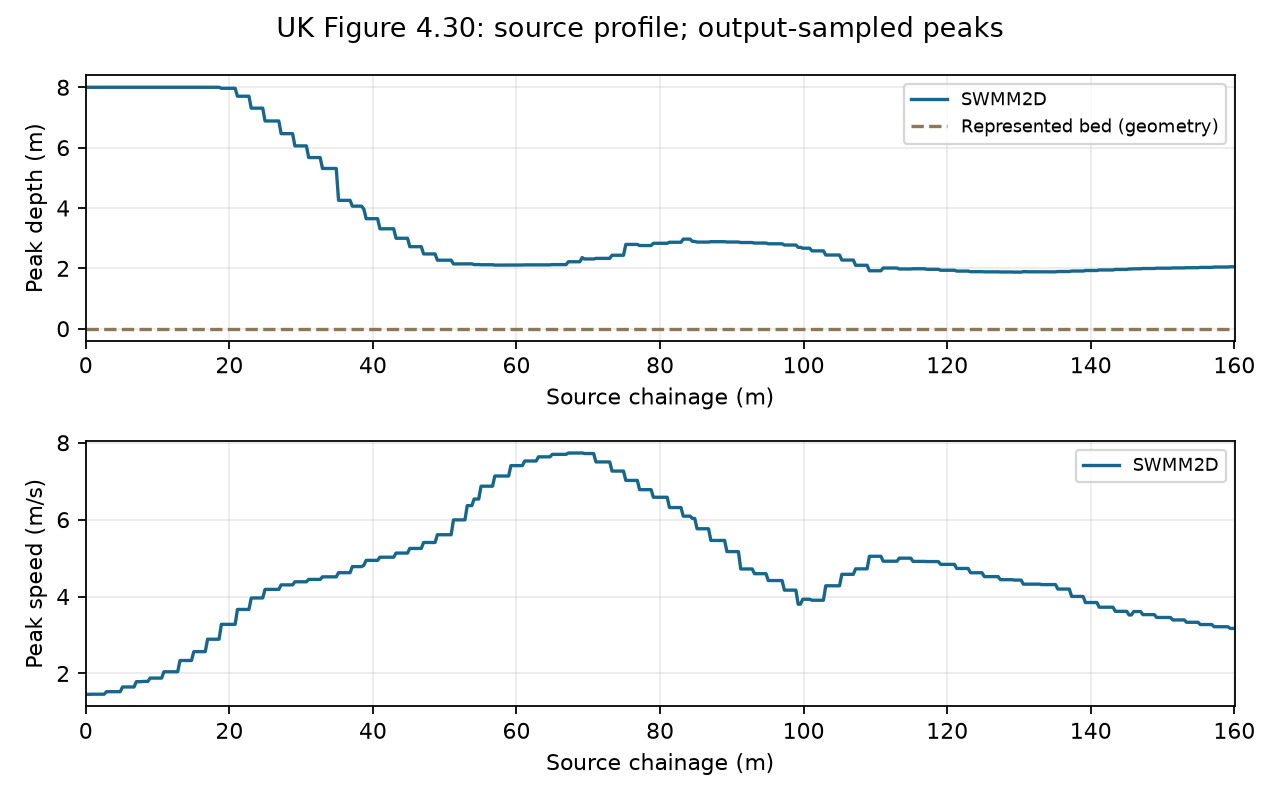 UK Figure 4.30: source profile; output-sampled peaks
8
6
4
2
0
Peak depth (m)
SWMM2D
Represented bed (geometry)
0 20 40 60 80 100 120 140 160
Source chainage (m)
8
6
4
2
Peak speed (m/s)
SWMM2D
0 20 40 60 80 100 120 140 160
Source chainage (m)